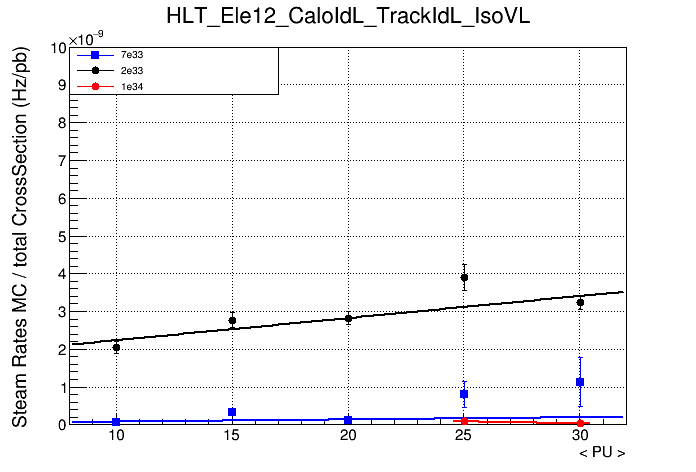 HLT_Ele12_CaloIdL_TrackIdL_IsoVL
×10⁻⁹
7e33
2e33
1e34
Steam Rates MC / total CrossSection (Hz/pb)
10
9
8
7
6
5
4
3
2
1
0
10 15 20 25 30
< PU >